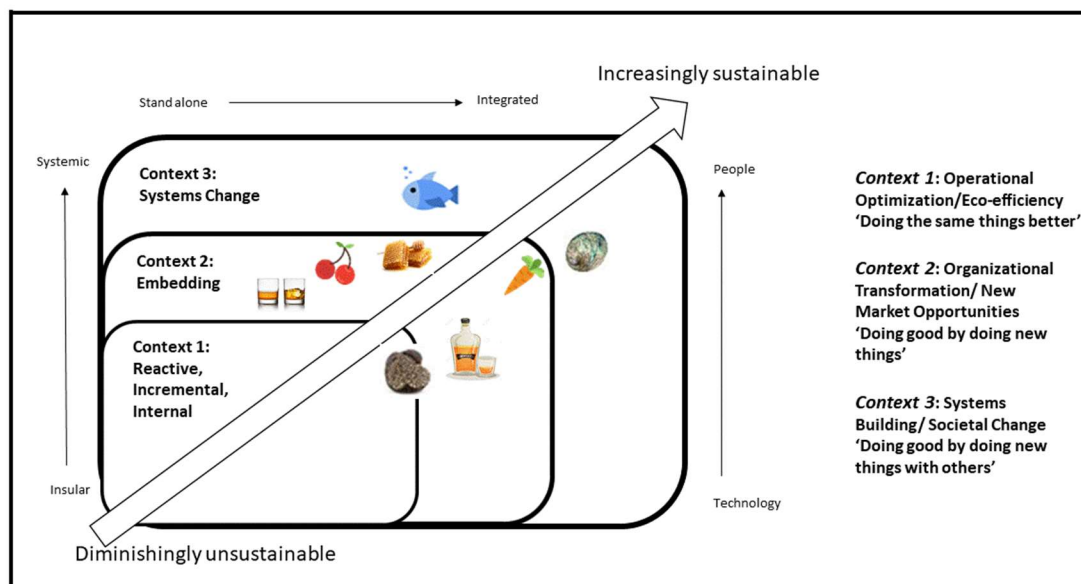 Increasingly sustainable
Stand alone
Integrated
Systemic
People
Context 3:
Systems Change
Context 2:
Embedding
Context 1:
Reactive,
Incremental,
Internal
Insular
Technology
Diminishingly unsustainable
Context 1: Operational
Optimization/Eco-efficiency
‘Doing the same things better’
Context 2: Organizational
Transformation/ New
Market Opportunities
‘Doing good by doing new
things’
Context 3: Systems
Building/ Societal Change
‘Doing good by doing new
things with others’